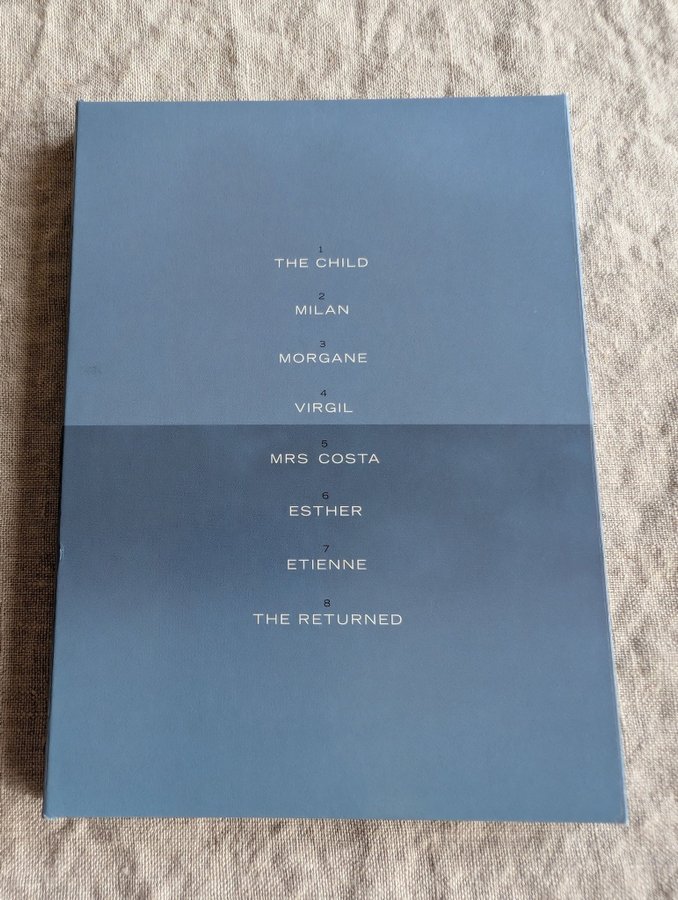 1
THE CHILD
2
MILAN
3
MORGANE
4
VIRGIL
5
MRS COSTA
6
ESTHER
7
ETIENNE
8
THE RETURNED